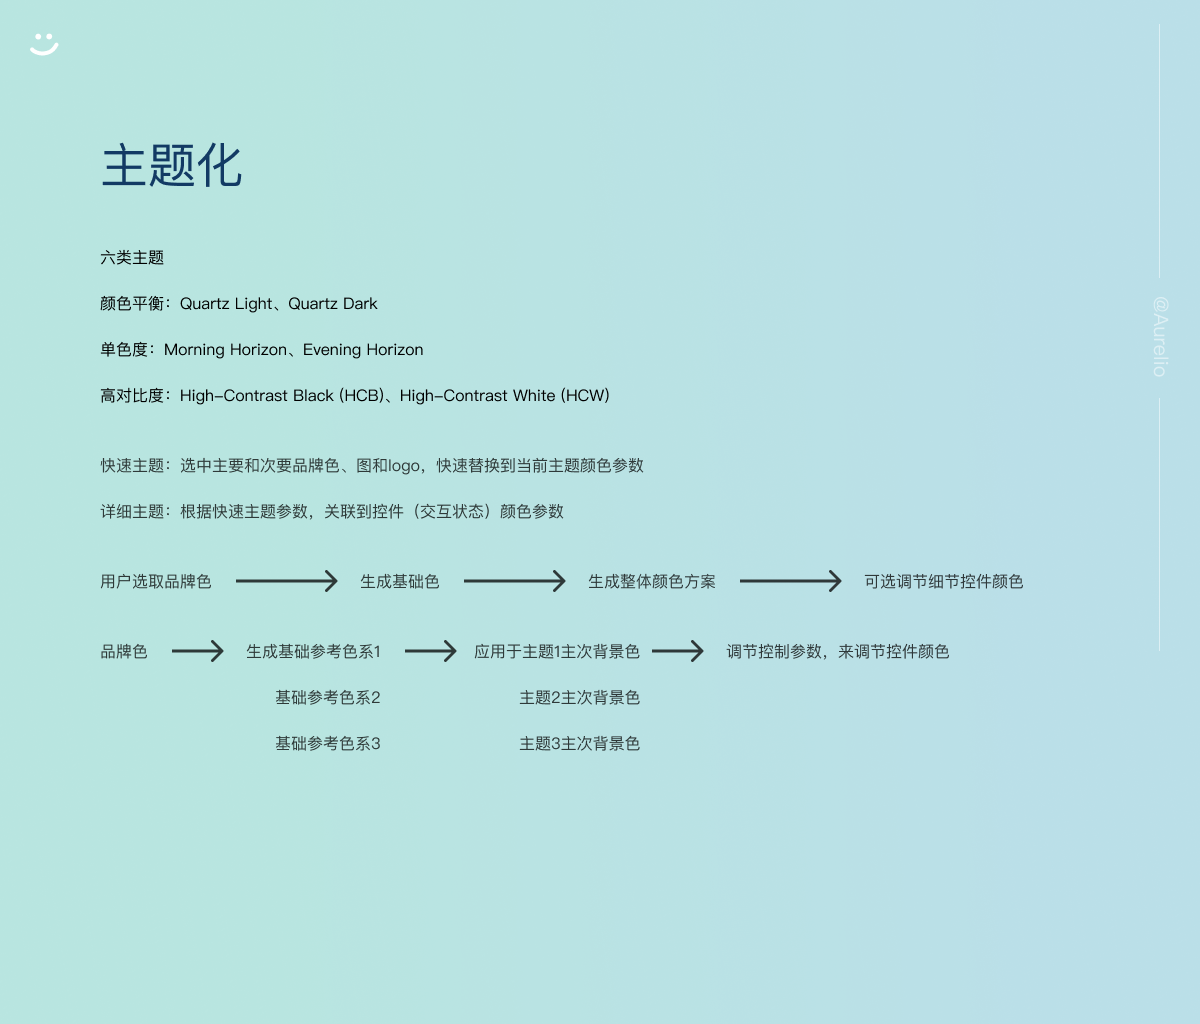 主题化
六类主题
颜色平衡：Quartz Light、Quartz Dark
单色度：Morning Horizon、Evening Horizon
高对比度：High-Contrast Black (HCB)、High-Contrast White (HCW)
快速主题：选中主要和次要品牌色、图和logo，快速替换到当前主题颜色参数
详细主题：根据快速主题参数，关联到控件（交互状态）颜色参数
用户选取品牌色 生成基础色 生成整体颜色方案 可选调节细节控件颜色
品牌色 生成基础参考色系1 应用于主题1主次背景色 调节控制参数，来调节控件颜色
基础参考色系2 主题2主次背景色
基础参考色系3 主题3主次背景色
@Aurelio